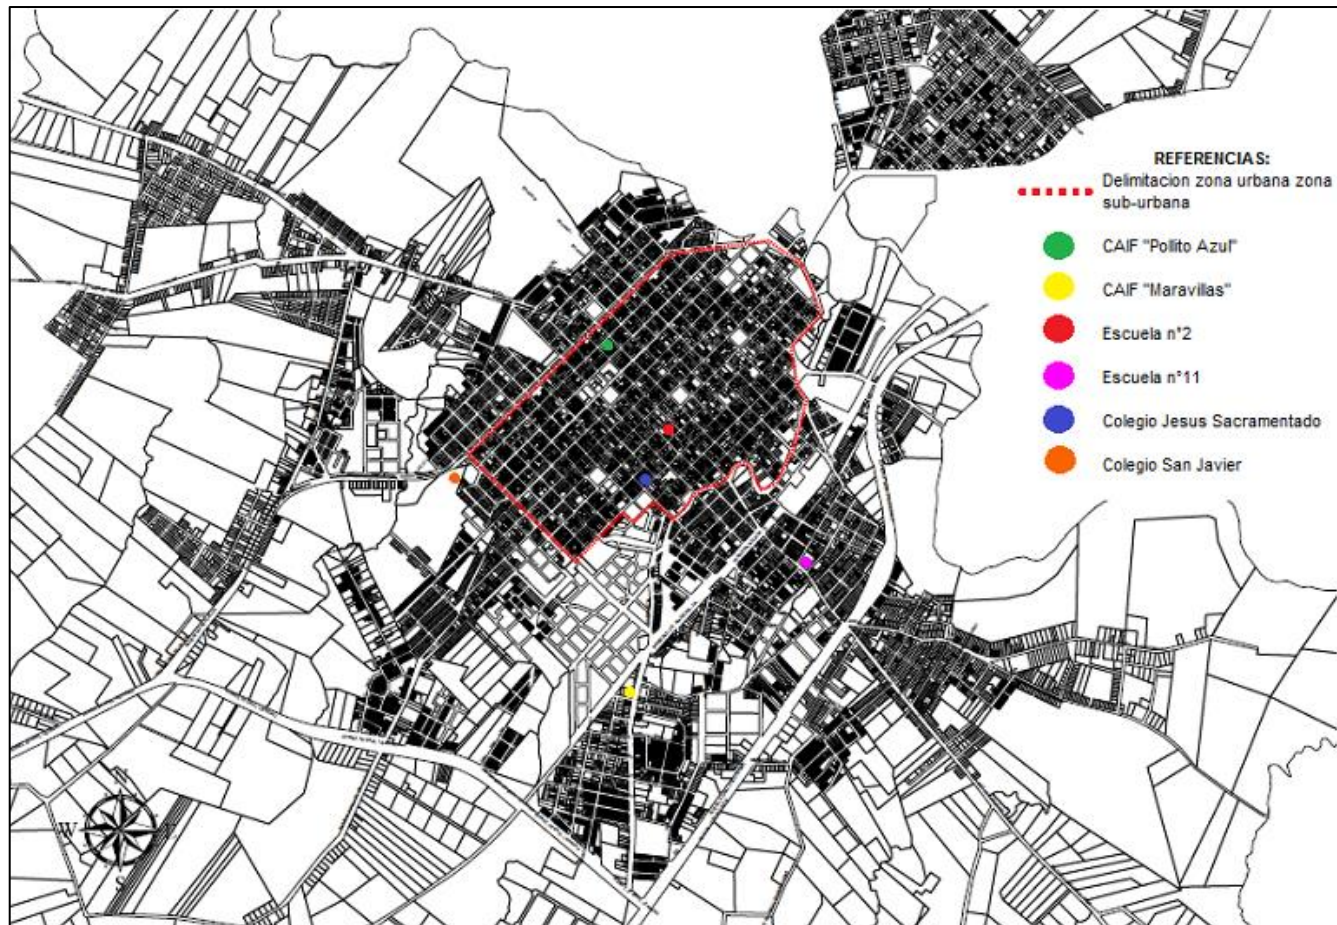 REFERENCIAS:
Delimitacion zona urbana zona
sub-urbana
CAIF "Pollito Azul"
CAIF "Maravillas"
Escuela n°2
Escuela n°11
Colegio Jesus Sacramentado
Colegio San Javier
W